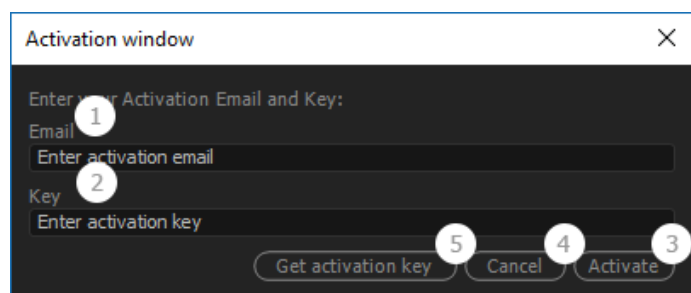 Activation window
Enter your Activation Email and Key:
1
Email
Enter activation email
2
Key
Enter activation key
Get activation key 5 Cancel 4 Activate 3